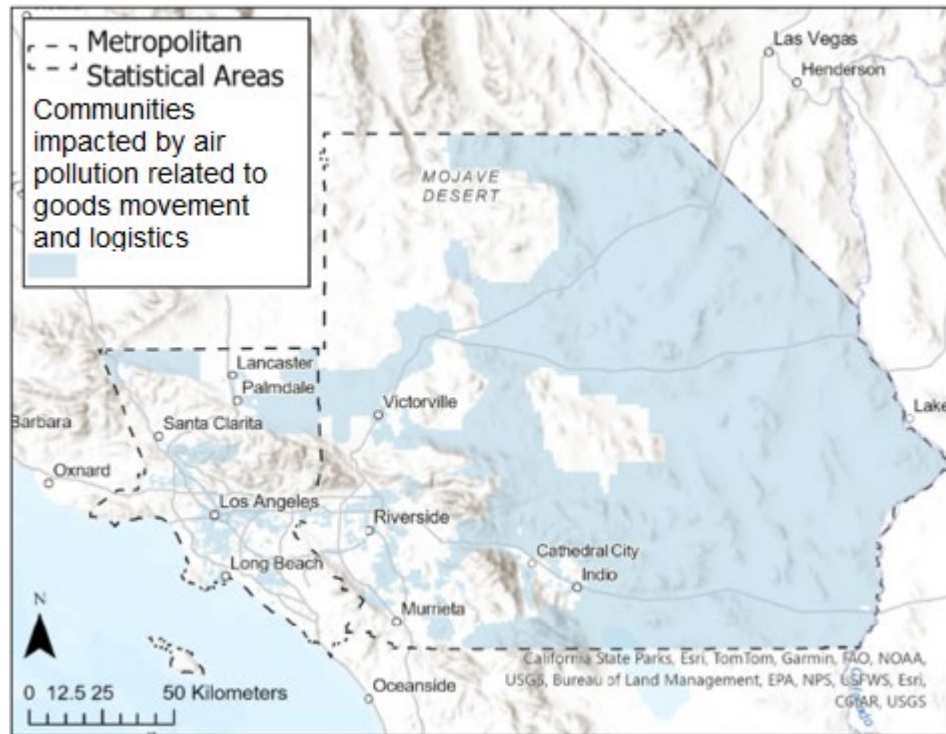 Metropolitan
Statistical Areas
Communities
impacted by air
pollution related to
goods movement
and logistics
Las Vegas
Henderson
MOJAVE
DESERT
Lancaster
Palmdale
Victorville
Lake
Santa Clarita
Barbara
Oxnard
Los Angeles
Riverside
Long Beach
Cathedral City
Indio
Murrieta
N
Oceanside
0 12.5 25 50 Kilometers
California State Parks, Esri, TomTom, Garmin, FAO, NOAA,
USGS, Bureau of Land Management, EPA, NPS, USFWS, Esri,
CGIAR, USGS